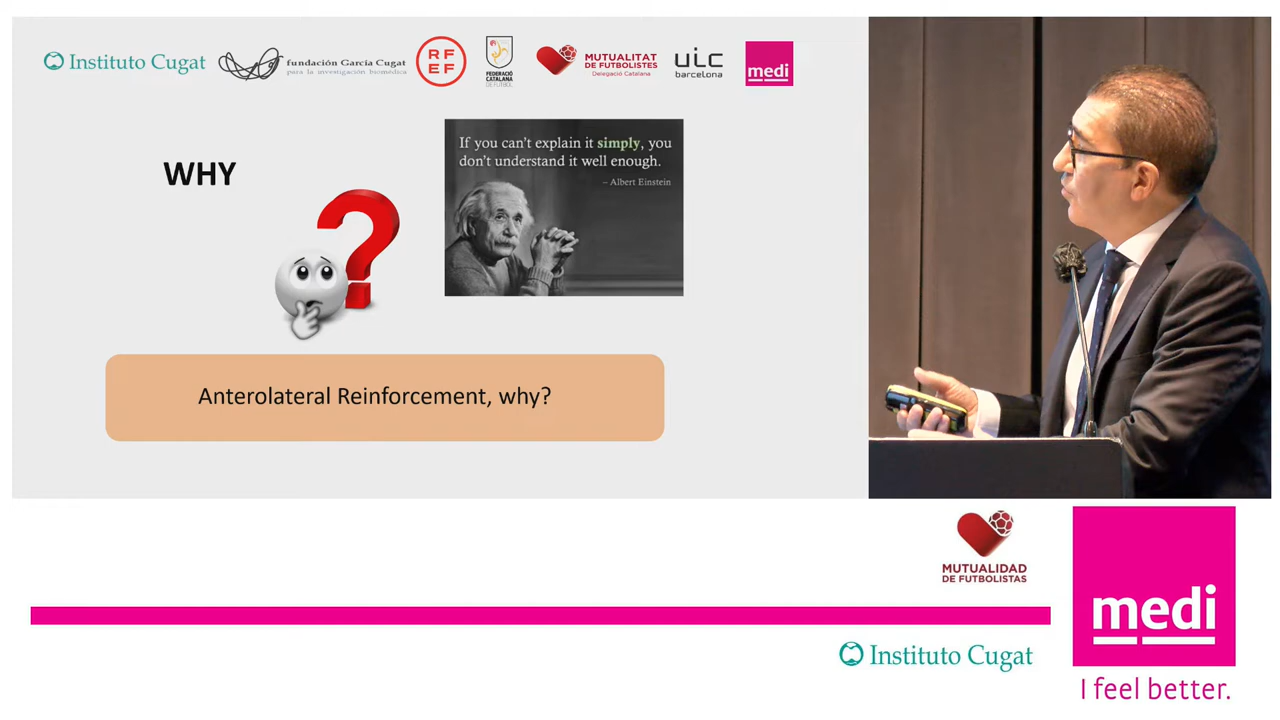 Instituto Cugat
fundación García Cugat
para la investigación biomédica
RF
EF
FEDERACIÓ
CATALANA
DE FUTBOL
MUTUALITAT
DE FUTBOLISTES
Delegació Catalana
UIC
barcelona
medi
WHY
If you can't explain it simply, you
don't understand it well enough.
– Albert Einstein
Anterolateral Reinforcement, why?
MUTUALIDAD
DE FUTBOLISTAS
medi
Instituto Cugat
I feel better.